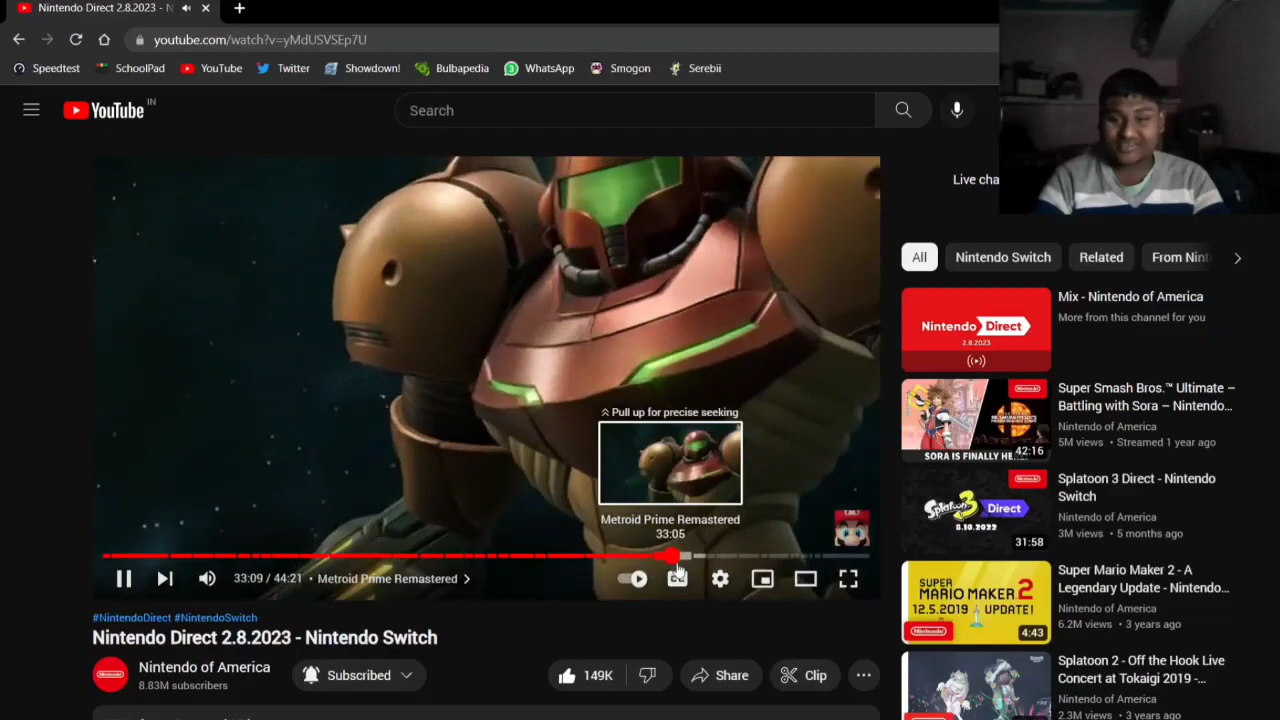 Nintendo Direct 2.8.2023 - N
youtube.com/watch?v=yMdUSVSEp7U
Speedtest
SchoolPad
YouTube
Twitter
Showdown!
Bulbapedia
WhatsApp
Smogon
Serebii
YouTube IN
Search
Live cha
All
Nintendo Switch
Related
From Nint
Pull up for precise seeking
Metroid Prime Remastered
33:05
33:09 / 44:21 • Metroid Prime Remastered
#NintendoDirect #NintendoSwitch
Nintendo Direct 2.8.2023 - Nintendo Switch
Nintendo of America
8.83M subscribers
Subscribed
149K
Share
Clip
Nintendo Direct
2.8.2023
Mix - Nintendo of America
More from this channel for you
Nintendo
SORA IS FINALLY HE
42:16
Super Smash Bros.™ Ultimate –
Battling with Sora – Nintendo...
Nintendo of America
5M views • Streamed 1 year ago
Splatoon 3 Direct
8.10.2022
31:58
Splatoon 3 Direct - Nintendo
Switch
Nintendo of America
3M views • 5 months ago
SUPER
MARIO MAKER 2
12.5.2019 UPDATE!
Nintendo
4:43
Super Mario Maker 2 - A
Legendary Update - Nintendo...
Nintendo of America
6.2M views • 3 years ago
Splatoon 2 - Off the Hook Live
Concert at Tokaigi 2019 -...
Nintendo of America
2.3M views • 3 years ago